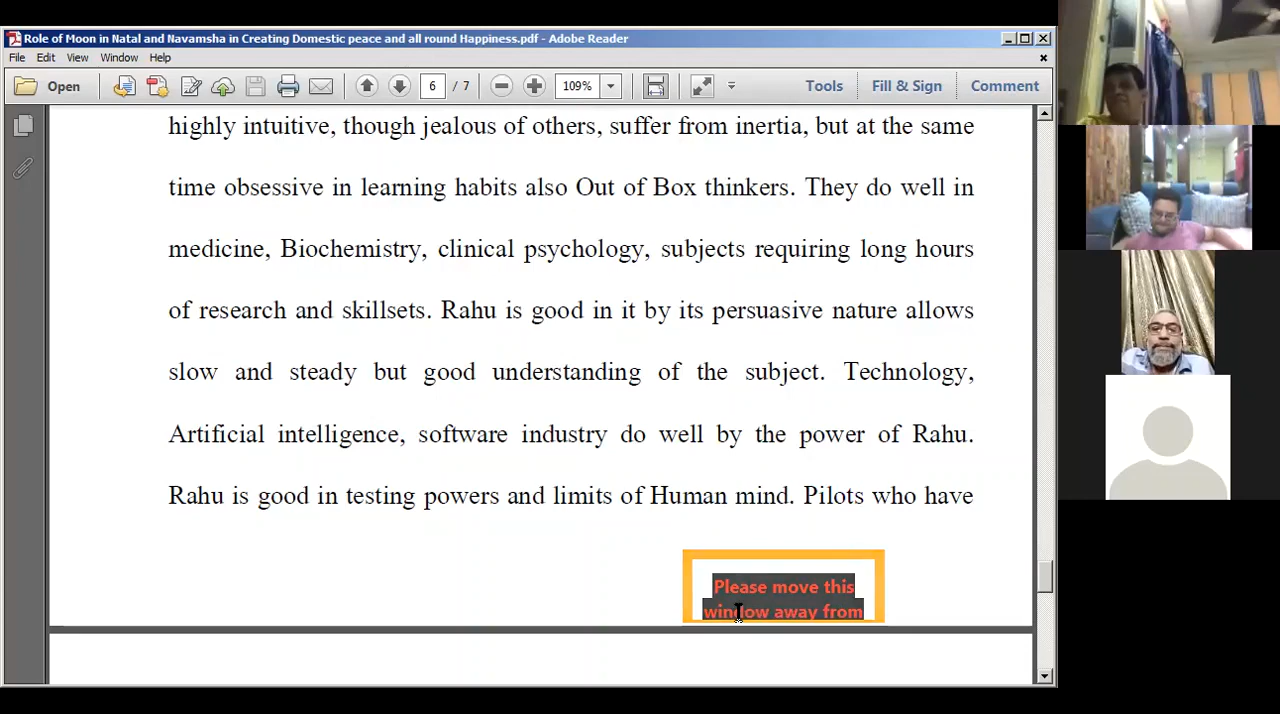 Role of Moon in Natal and Navamsha in Creating Domestic peace and all round Happiness.pdf - Adobe Reader
File Edit View Window Help
Open 6 / 7 109% Tools Fill & Sign Comment
highly intuitive, though jealous of others, suffer from inertia, but at the same
time obsessive in learning habits also Out of Box thinkers. They do well in
medicine, Biochemistry, clinical psychology, subjects requiring long hours
of research and skillsets. Rahu is good in it by its persuasive nature allows
slow and steady but good understanding of the subject. Technology,
Artificial intelligence, software industry do well by the power of Rahu.
Rahu is good in testing powers and limits of Human mind. Pilots who have
Please move this
window away from